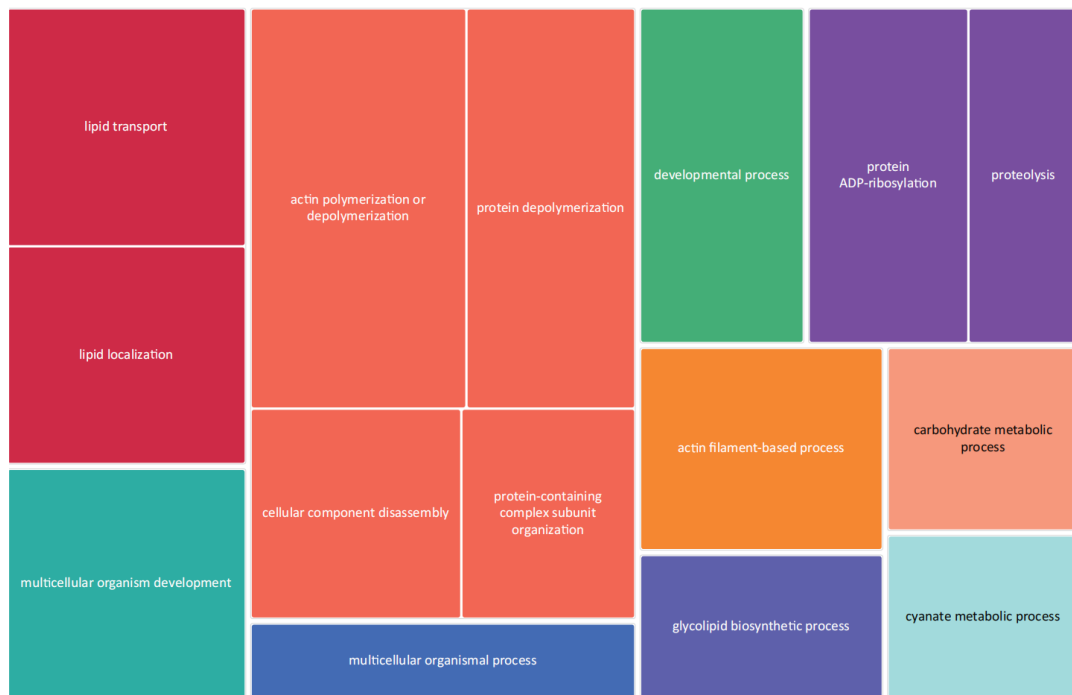 lipid transport
lipid localization
multicellular organism development
actin polymerization or
depolymerization
protein depolymerization
cellular component disassembly
protein-containing
complex subunit
organization
multicellular organismal process
developmental process
protein
ADP-ribosylation
proteolysis
actin filament-based process
carbohydrate metabolic
process
glycolipid biosynthetic process
cyanate metabolic process